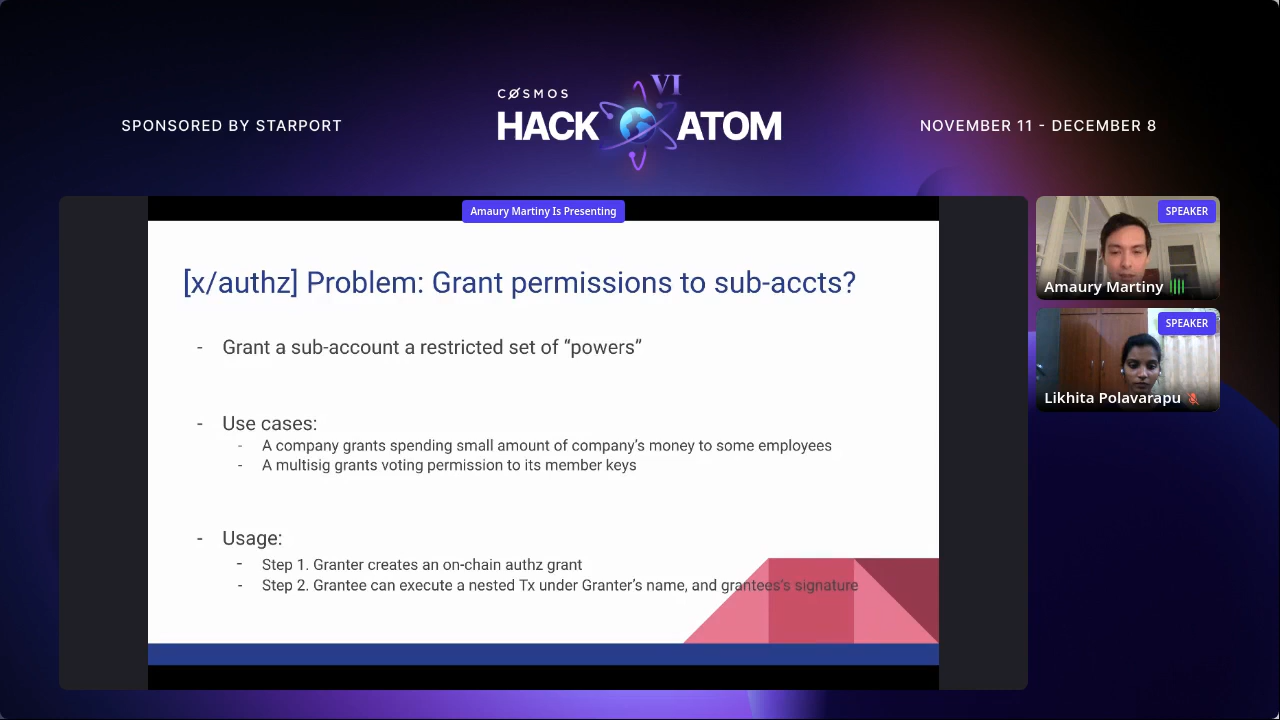 SPONSORED BY STARPORT
CØSMOS
VI
HACK ATOM
NOVEMBER 11 - DECEMBER 8
Amaury Martiny Is Presenting
[x/authz] Problem: Grant permissions to sub-accts?
- Grant a sub-account a restricted set of “powers”
- Use cases:
- A company grants spending small amount of company’s money to some employees
- A multisig grants voting permission to its member keys
- Usage:
- Step 1. Granter creates an on-chain authz grant
- Step 2. Grantee can execute a nested Tx under Granter’s name, and grantees’s signature
SPEAKER
Amaury Martiny
SPEAKER
Likhita Polavarapu